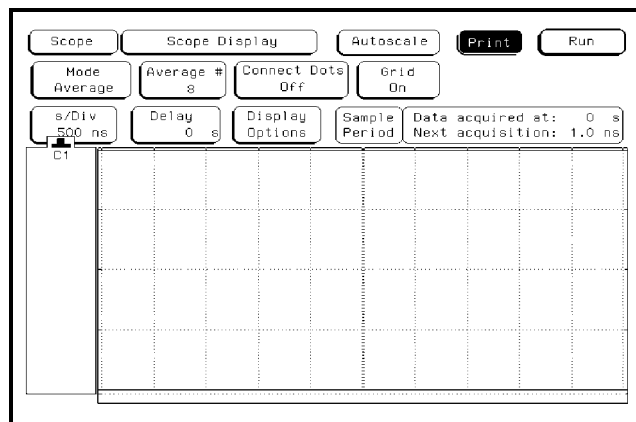 Scope Scope Display Autoscale Print Run
Mode Average # Connect Dots Grid
Average 8 Off On
s/Div Delay Display Sample Data acquired at: 0 s
500 ns 0 s Options Period Next acquisition: 1.0 ns
C1